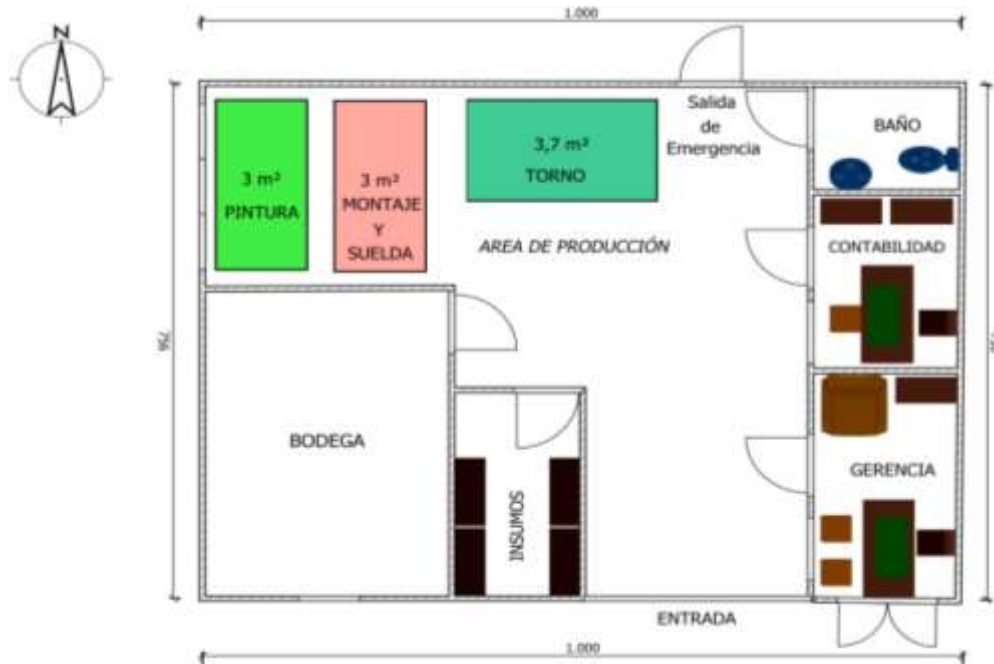 N
1.000
Salida
de
Emergencia
BAÑO
3 m²
PINTURA
3 m²
MONTAJE
Y
SUELDA
3,7 m²
TORNO
AREA DE PRODUCCIÓN
CONTABILIDAD
756
BODEGA
INSUMOS
GERENCIA
ENTRADA
1.000